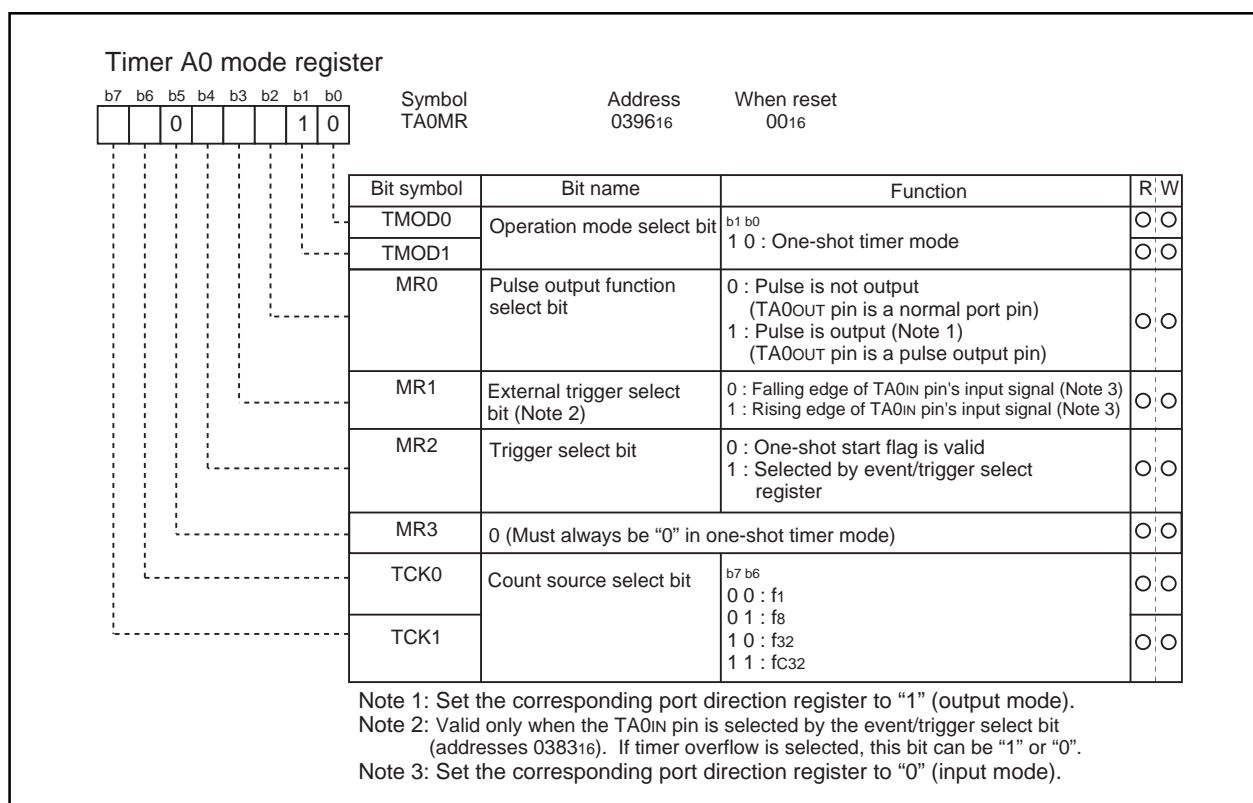 Timer A0 mode register
b7 b6 b5 b4 b3 b2 b1 b0
0 1 0
Symbol Address When reset
TA0MR 039616 0016
Bit symbol Bit name Function R W
TMOD0 Operation mode select bit b1 b0
1 0 : One-shot timer mode
TMOD1
MR0 Pulse output function
select bit
0 : Pulse is not output
(TA0OUT pin is a normal port pin)
1 : Pulse is output (Note 1)
(TA0OUT pin is a pulse output pin)
MR1 External trigger select
bit (Note 2)
0 : Falling edge of TA0IN pin's input signal (Note 3)
1 : Rising edge of TA0IN pin's input signal (Note 3)
MR2 Trigger select bit
0 : One-shot start flag is valid
1 : Selected by event/trigger select
register
MR3 0 (Must always be “0” in one-shot timer mode)
TCK0 Count source select bit
b7 b6
0 0 : f1
0 1 : f8
TCK1
1 0 : f32
1 1 : fC32
Note 1: Set the corresponding port direction register to “1” (output mode).
Note 2: Valid only when the TA0IN pin is selected by the event/trigger select bit
(addresses 038316). If timer overflow is selected, this bit can be “1” or “0”.
Note 3: Set the corresponding port direction register to “0” (input mode).